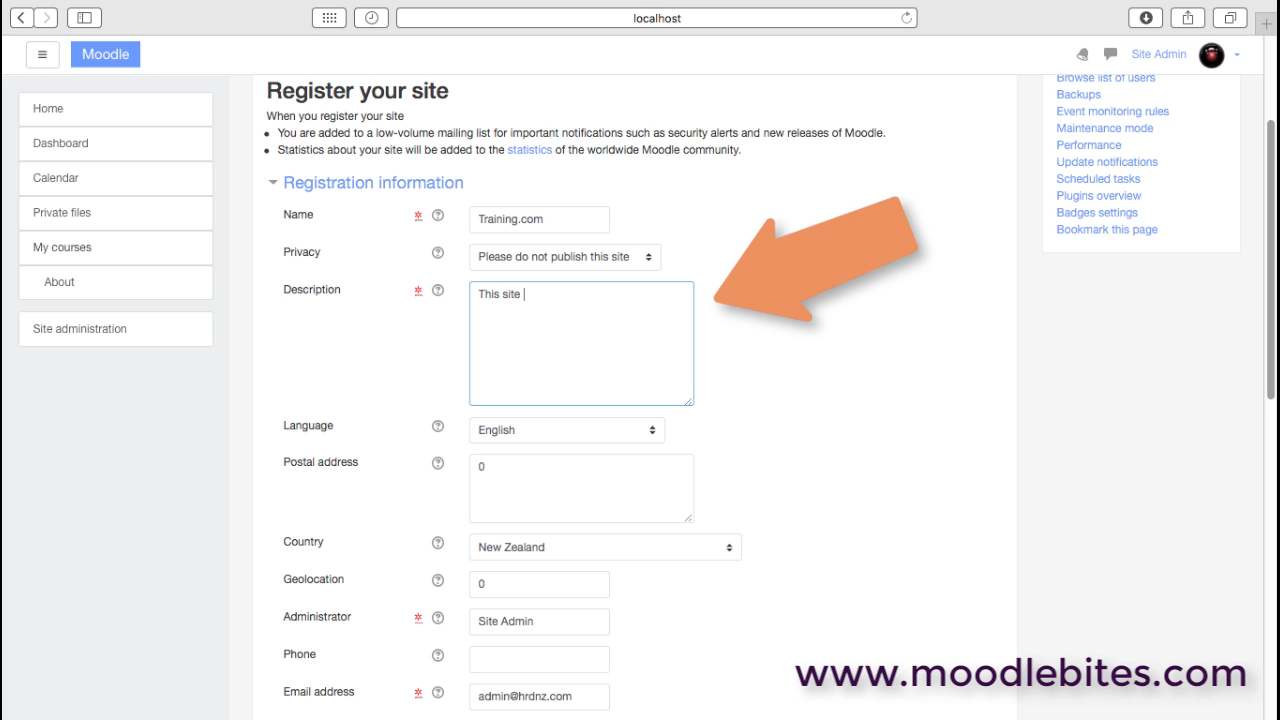 localhost
Moodle
Site Admin
Home
Dashboard
Calendar
Private files
My courses
About
Site administration
Register your site
When you register your site
You are added to a low-volume mailing list for important notifications such as security alerts and new releases of Moodle.
Statistics about your site will be added to the statistics of the worldwide Moodle community.
Registration information
Name
Training.com
Privacy
Please do not publish this site
Description
This site
Language
English
Postal address
0
Country
New Zealand
Geolocation
0
Administrator
Site Admin
Phone
Email address
admin@hrdnz.com
Browse list of users
Backups
Event monitoring rules
Maintenance mode
Performance
Update notifications
Scheduled tasks
Plugins overview
Badges settings
Bookmark this page
www.moodlebites.com